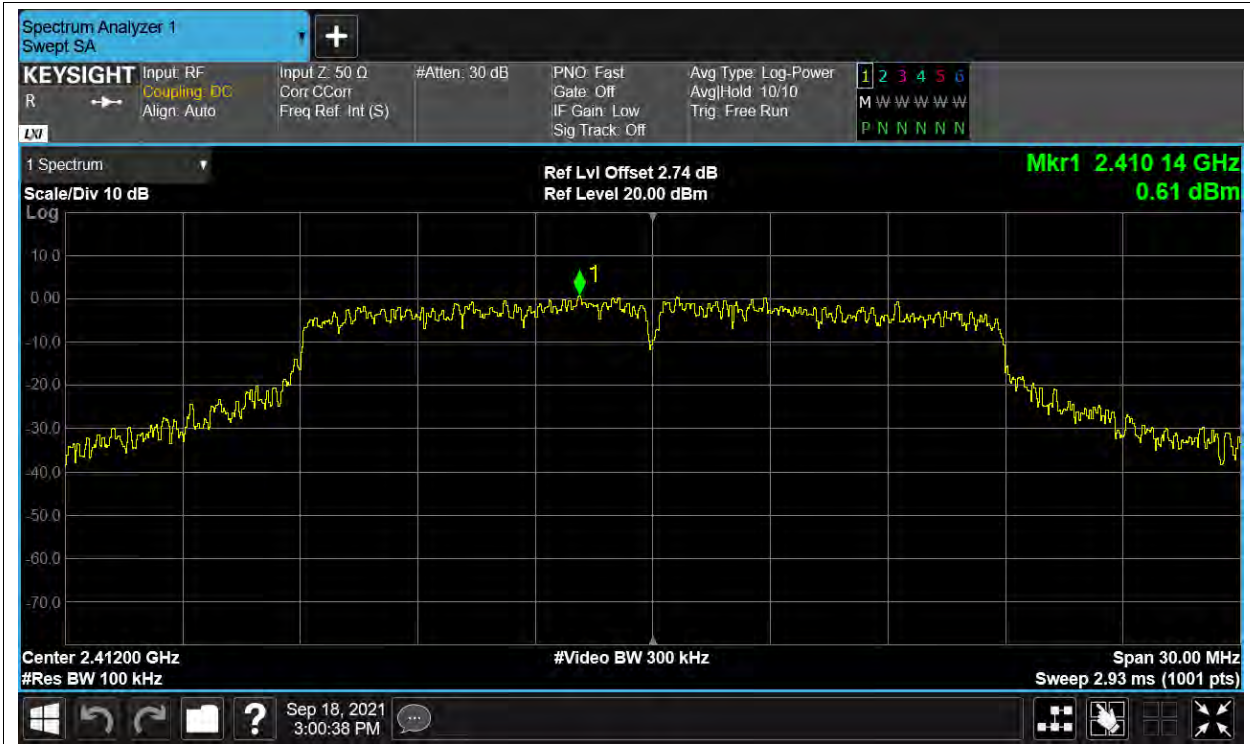 Spectrum Analyzer 1
Swept SA
KEYSIGHT
R
LXI
Input: RF
Coupling: DC
Align: Auto
Input Z: 50 Ω
Corr CCorr
Freq Ref: Int (S)
#Atten: 30 dB
PNO: Fast
Gate: Off
IF Gain: Low
Sig Track: Off
Avg Type: Log-Power
Avg|Hold: 10/10
Trig: Free Run
1 2 3 4 5 6
M W W W W W
P N N N N N
1 Spectrum
Scale/Div 10 dB
Log
Ref Lvl Offset 2.74 dB
Ref Level 20.00 dBm
Mkr1 2.410 14 GHz
0.61 dBm
10.0
0.00
-10.0
-20.0
-30.0
-40.0
-50.0
-60.0
-70.0
1
Center 2.41200 GHz
#Res BW 100 kHz
#Video BW 300 kHz
Span 30.00 MHz
Sweep 2.93 ms (1001 pts)
?
Sep 18, 2021
3:00:38 PM